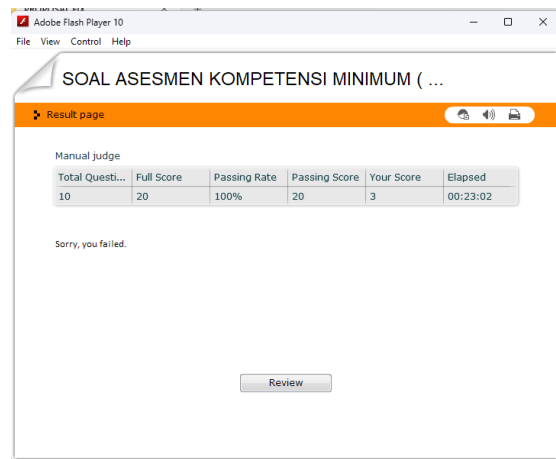 Adobe Flash Player 10
File View Control Help
SOAL ASESMEN KOMPETENSI MINIMUM ( ...
Result page
Manual judge
Total Questi... Full Score Passing Rate Passing Score Your Score Elapsed
10 20 100% 20 3 00:23:02
Sorry, you failed.
Review